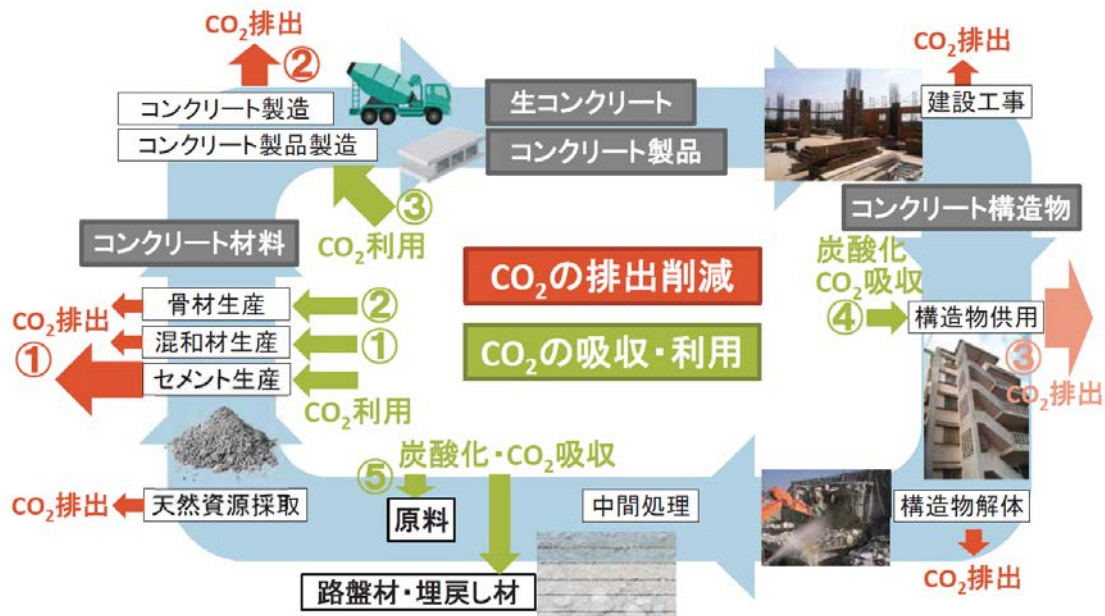 CO₂排出
②
コンクリート製造
コンクリート製品製造
生コンクリート
コンクリート製品
CO₂排出
建設工事
③
CO₂利用
コンクリート材料
コンクリート構造物
CO₂の排出削減
CO₂の吸収・利用
炭酸化
CO₂吸収
④
構造物供用
③
CO₂排出
骨材生産
②
CO₂排出
①
混和材生産
①
セメント生産
CO₂利用
⑤
炭酸化・CO₂吸収
CO₂排出
天然資源採取
原料
中間処理
構造物解体
路盤材・埋戻し材
CO₂排出